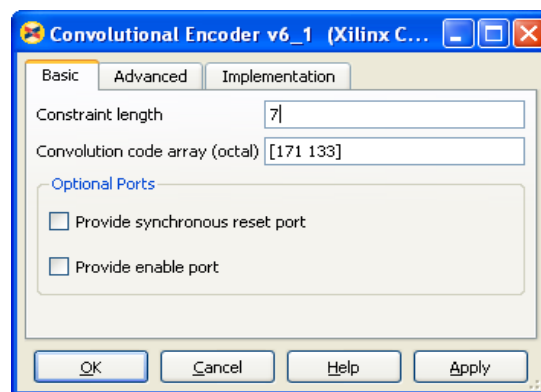 Convolutional Encoder v6_1 (Xilinx C...
Basic Advanced Implementation
Constraint length 7
Convolution code array (octal) [171 133]
Optional Ports
Provide synchronous reset port
Provide enable port
OK Cancel Help Apply